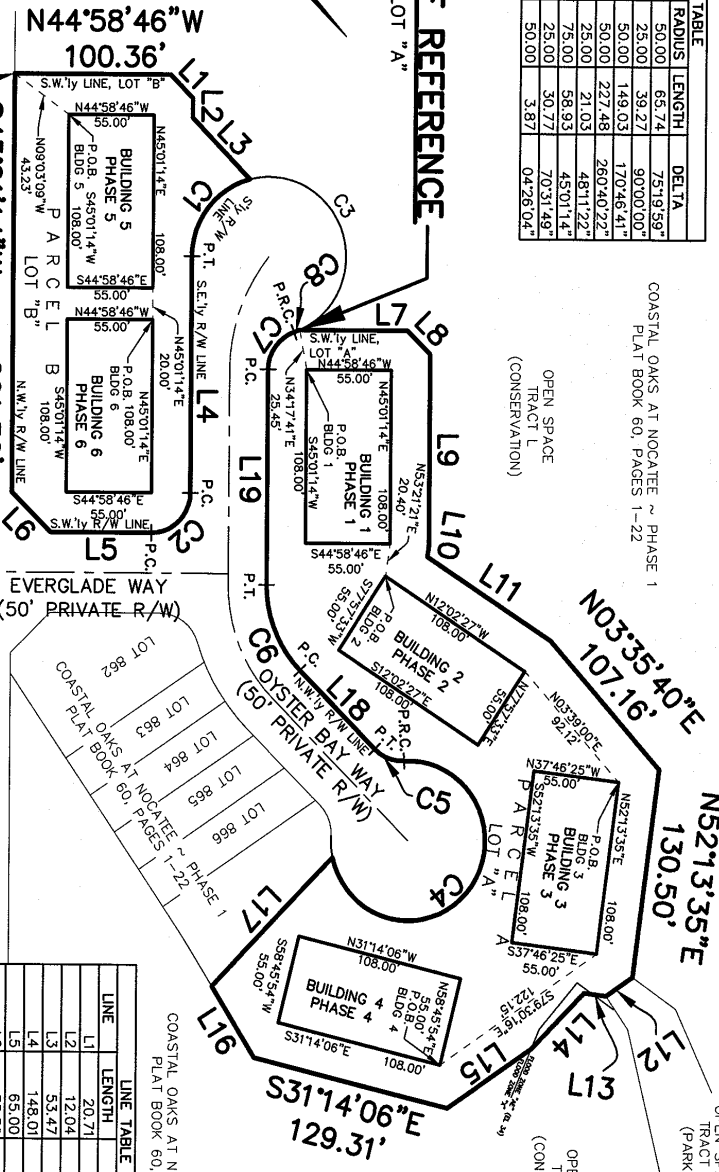 TABLE
RADIUS LENGTH DELTA
50.00 65.74 75°19'59"
25.00 39.27 90°00'00"
50.00 149.03 170°46'41"
50.00 227.48 260°40'22"
25.00 21.03 48°11'22"
75.00 58.93 45°01'14"
25.00 30.77 70°31'49"
50.00 3.87 04°26'04"
COASTAL OAKS AT NOCATEE ~ PHASE 1
PLAT BOOK 60, PAGES 1-22
OPEN SPACE
TRACT L
(CONSERVATION)
REFERENCE
LOT "A"
N44°58'46"W
100.36'
L1
L2
L3
S.W.'ly LINE, LOT "B"
N44°58'46"W
55.00'
N45°01'14"E
108.00'
BUILDING 5
PHASE 5
P.O.B.
BLDG 5
S45°01'14"W
108.00'
N09°03'09"W
43.23'
S44°58'46"E
55.00'
PARCEL B
LOT "B"
N45°01'14"E
20.00'
N44°58'46"W
55.00'
P.O.B.
BLDG 6
N45°01'14"E
108.00'
BUILDING 6
PHASE 6
S45°01'14"W
108.00'
S44°58'46"E
55.00'
N.W.'ly R/W LINE
S.W.'ly R/W LINE
L6
L5
P.C.
C2
P.C.
L4
S.E.'ly R/W LINE
P.T.
C1
S'ly R/W
LINE
C3
C8
P.R.C.
C7
P.C.
L7
L8
S.W.'ly LINE,
LOT "A"
N44°58'46"W
55.00'
N34°17'41"E
25.45'
P.O.B.
BLDG 1
N45°01'14"E
108.00'
BUILDING 1
PHASE 1
S45°01'14"W
108.00'
S44°58'46"E
55.00'
L9
L10
L19
P.T.
N53°21'21"E
20.40'
L11
N12°02'27"W
108.00'
P.O.B.
BLDG 2
S77°57'33"W
55.00'
BUILDING 2
PHASE 2
S12°02'27"E
108.00'
N77°57'33"E
55.00'
C6
P.C.
L18
N.W.'ly R/W LINE
P.T.
P.R.C.
C5
OYSTER BAY WAY
(50' PRIVATE R/W)
EVERGLADE WAY
(50' PRIVATE R/W)
N03°35'40"E
107.16'
N03°39'00"E
92.12'
N52°13'35"E
130.50'
N37°46'25"W
55.00'
P.O.B.
BLDG 3
N52°13'35"E
108.00'
BUILDING 3
PHASE 3
S52°13'35"W
108.00'
S37°46'25"E
55.00'
PARCEL A
LOT "A"
C4
L12
L13
L14
L15
S79°30'16"E
122.15'
N31°14'06"W
108.00'
N58°45'54"E
55.00'
P.O.B.
BLDG 4
BUILDING 4
PHASE 4
S58°45'54"W
55.00'
S31°14'06"E
108.00'
S31°14'06"E
129.31'
L16
L17
LOT 862
LOT 863
LOT 864
LOT 865
LOT 866
COASTAL OAKS AT NOCATEE ~ PHASE 1
PLAT BOOK 60, PAGES 1-22
COASTAL OAKS AT N
PLAT BOOK 60,
LINE TABLE
LINE LENGTH
L1 20.71
L2 12.04
L3 53.47
L4 148.01
L5 65.00
TRACT
(PARK
(CON